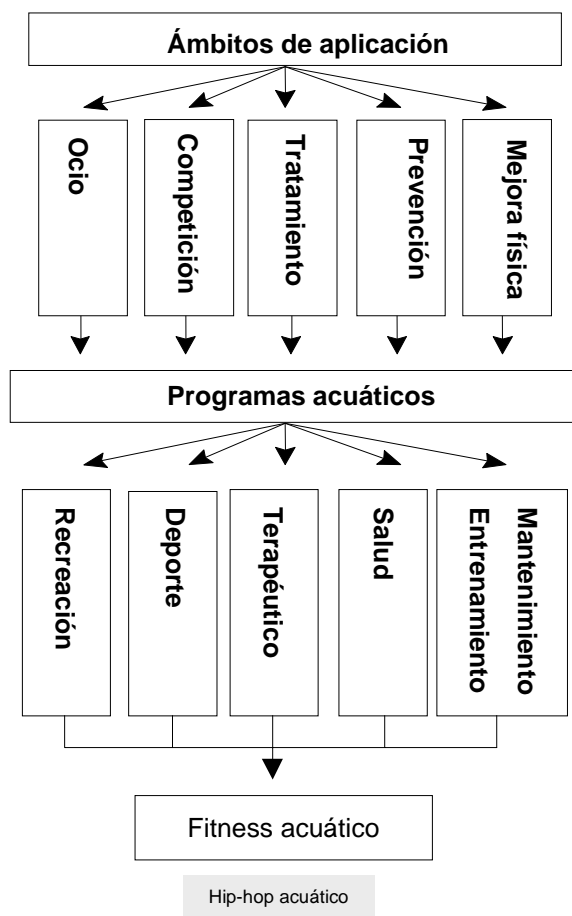 Ámbitos de aplicación
Ocio
Competición
Tratamiento
Prevención
Mejora física
Programas acuáticos
Recreación
Deporte
Terapéutico
Salud
Mantenimiento
Entrenamiento
Fitness acuático
Hip-hop acuático